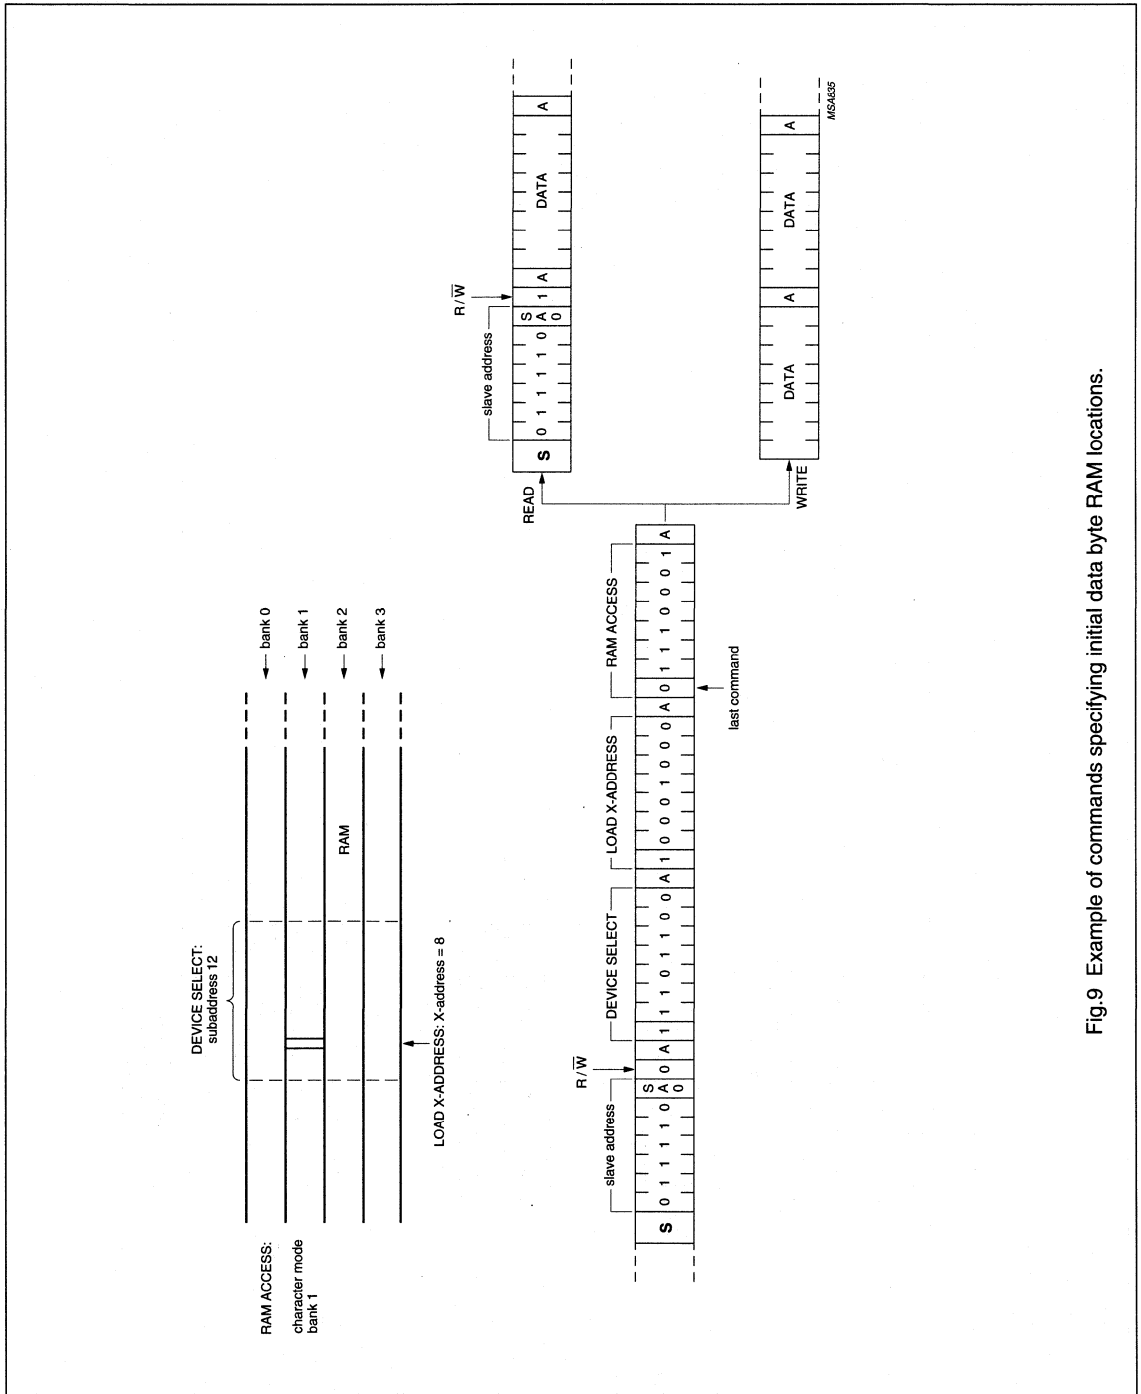 DEVICE SELECT:
subaddress 12
RAM ACCESS:
character mode
bank 1
RAM
bank 0
bank 1
bank 2
bank 3
LOAD X-ADDRESS: X-address = 8
slave address
R/W̅
S 0 1 1 1 1 0 SA0 1 A DATA A
READ
slave address
R/W̅
DEVICE SELECT
LOAD X-ADDRESS
RAM ACCESS
S 0 1 1 1 1 0 SA0 0 A 1 1 1 0 1 1 0 0 A 1 0 0 0 1 0 0 0 A 0 1 1 1 0 0 0 1 A
last command
WRITE
DATA A DATA A
MSA835
Fig.9 Example of commands specifying initial data byte RAM locations.